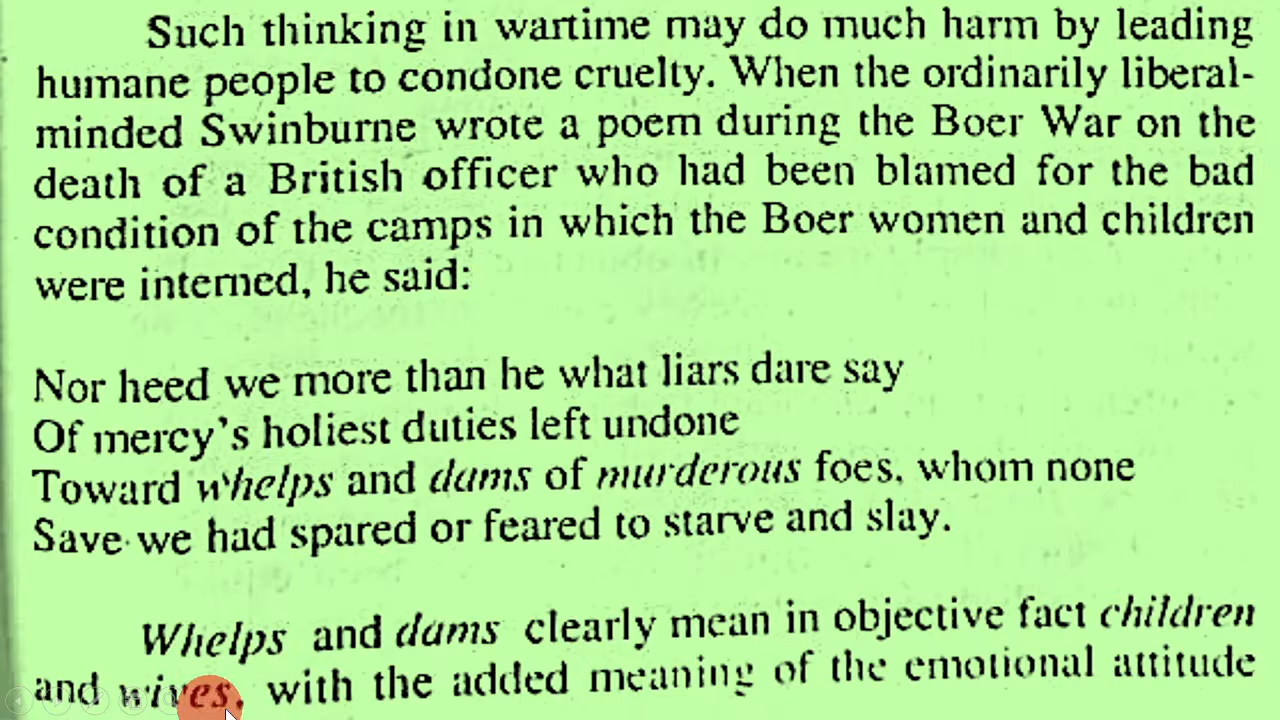 Such thinking in wartime may do much harm by leading
humane people to condone cruelty. When the ordinarily liberal-
minded Swinburne wrote a poem during the Boer War on the
death of a British officer who had been blamed for the bad
condition of the camps in which the Boer women and children
were interned, he said:
Nor heed we more than he what liars dare say
Of mercy's holiest duties left undone
Toward whelps and dams of murderous foes, whom none
Save we had spared or feared to starve and slay.
Whelps and dams clearly mean in objective fact children
and wives, with the added meaning of the emotional attitude